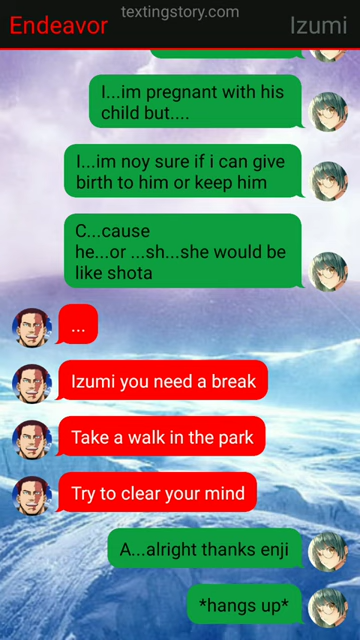 textingstory.com
Endeavor
Izumi
I...im pregnant with his
child but....
I...im noy sure if i can give
birth to him or keep him
C...cause
he...or ...sh...she would be
like shota
...
Izumi you need a break
Take a walk in the park
Try to clear your mind
A...alright thanks enji
*hangs up*